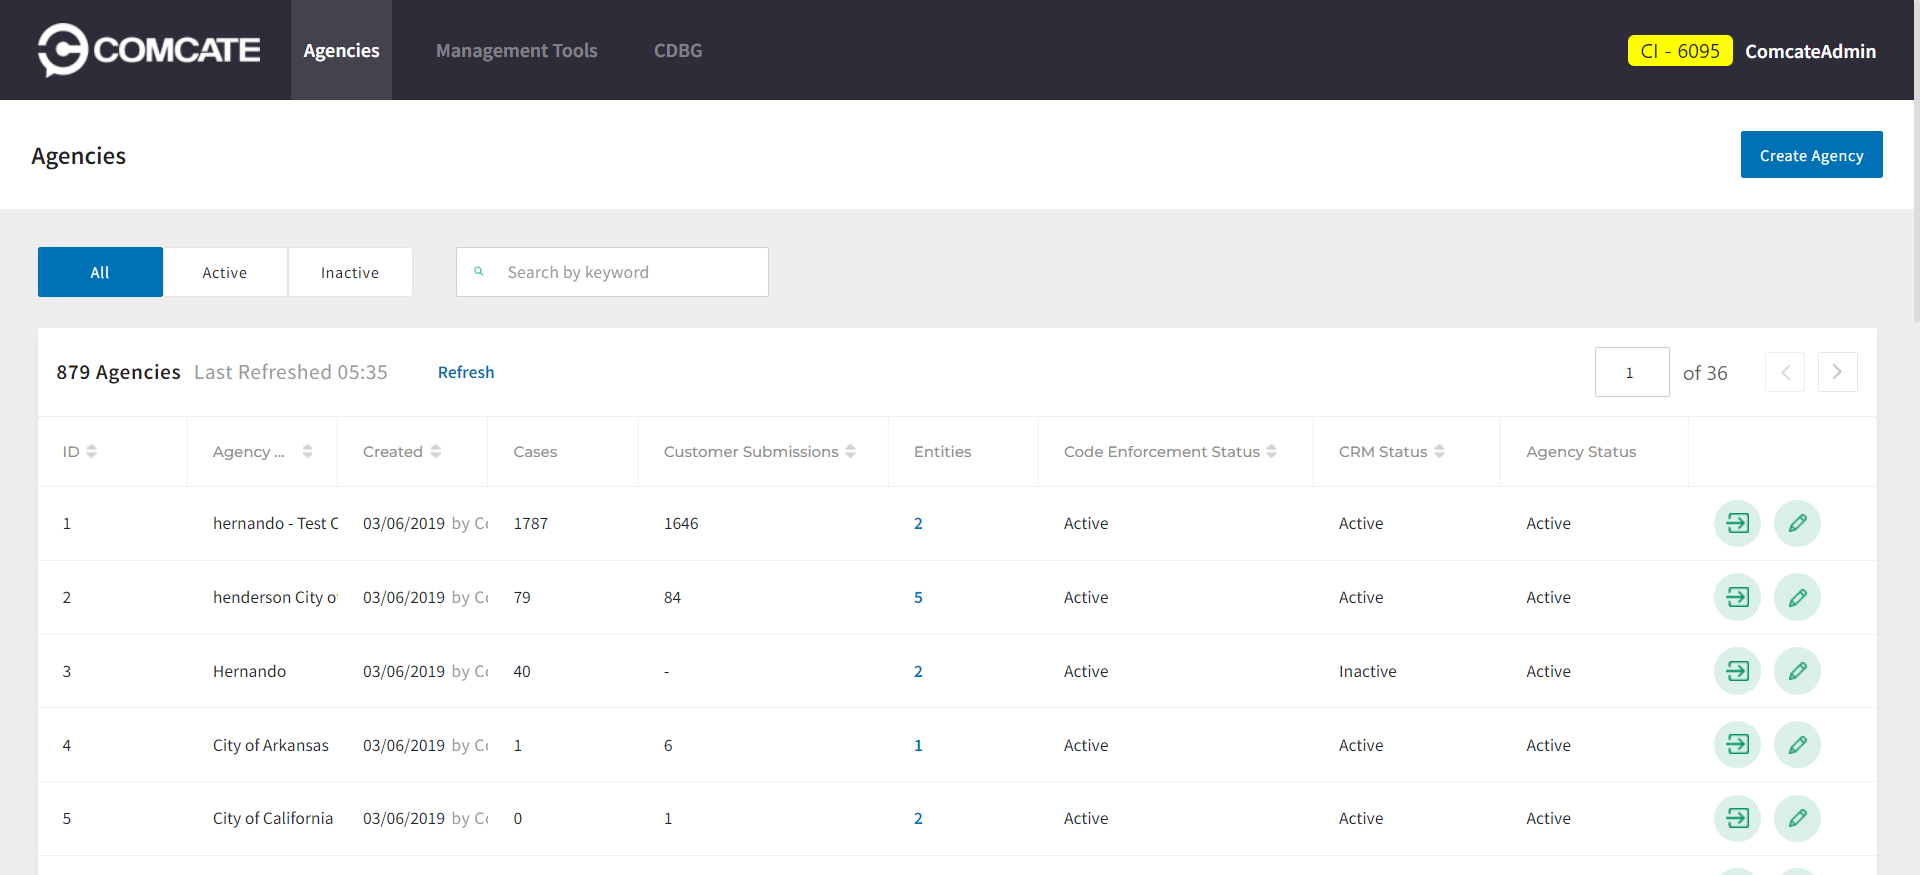 COMCATE Agencies Management Tools CDBG CI - 6095 ComcateAdmin
Agencies Create Agency
All Active Inactive Search by keyword
879 Agencies Last Refreshed 05:35 Refresh 1 of 36
ID Agency ... Created Cases Customer Submissions Entities Code Enforcement Status CRM Status Agency Status
1 hernando - Test C 03/06/2019 by Co 1787 1646 2 Active Active Active
2 henderson City o 03/06/2019 by Co 79 84 5 Active Active Active
3 Hernando 03/06/2019 by Co 40 - 2 Active Inactive Active
4 City of Arkansas 03/06/2019 by Co 1 6 1 Active Active Active
5 City of California 03/06/2019 by Co 0 1 2 Active Active Active